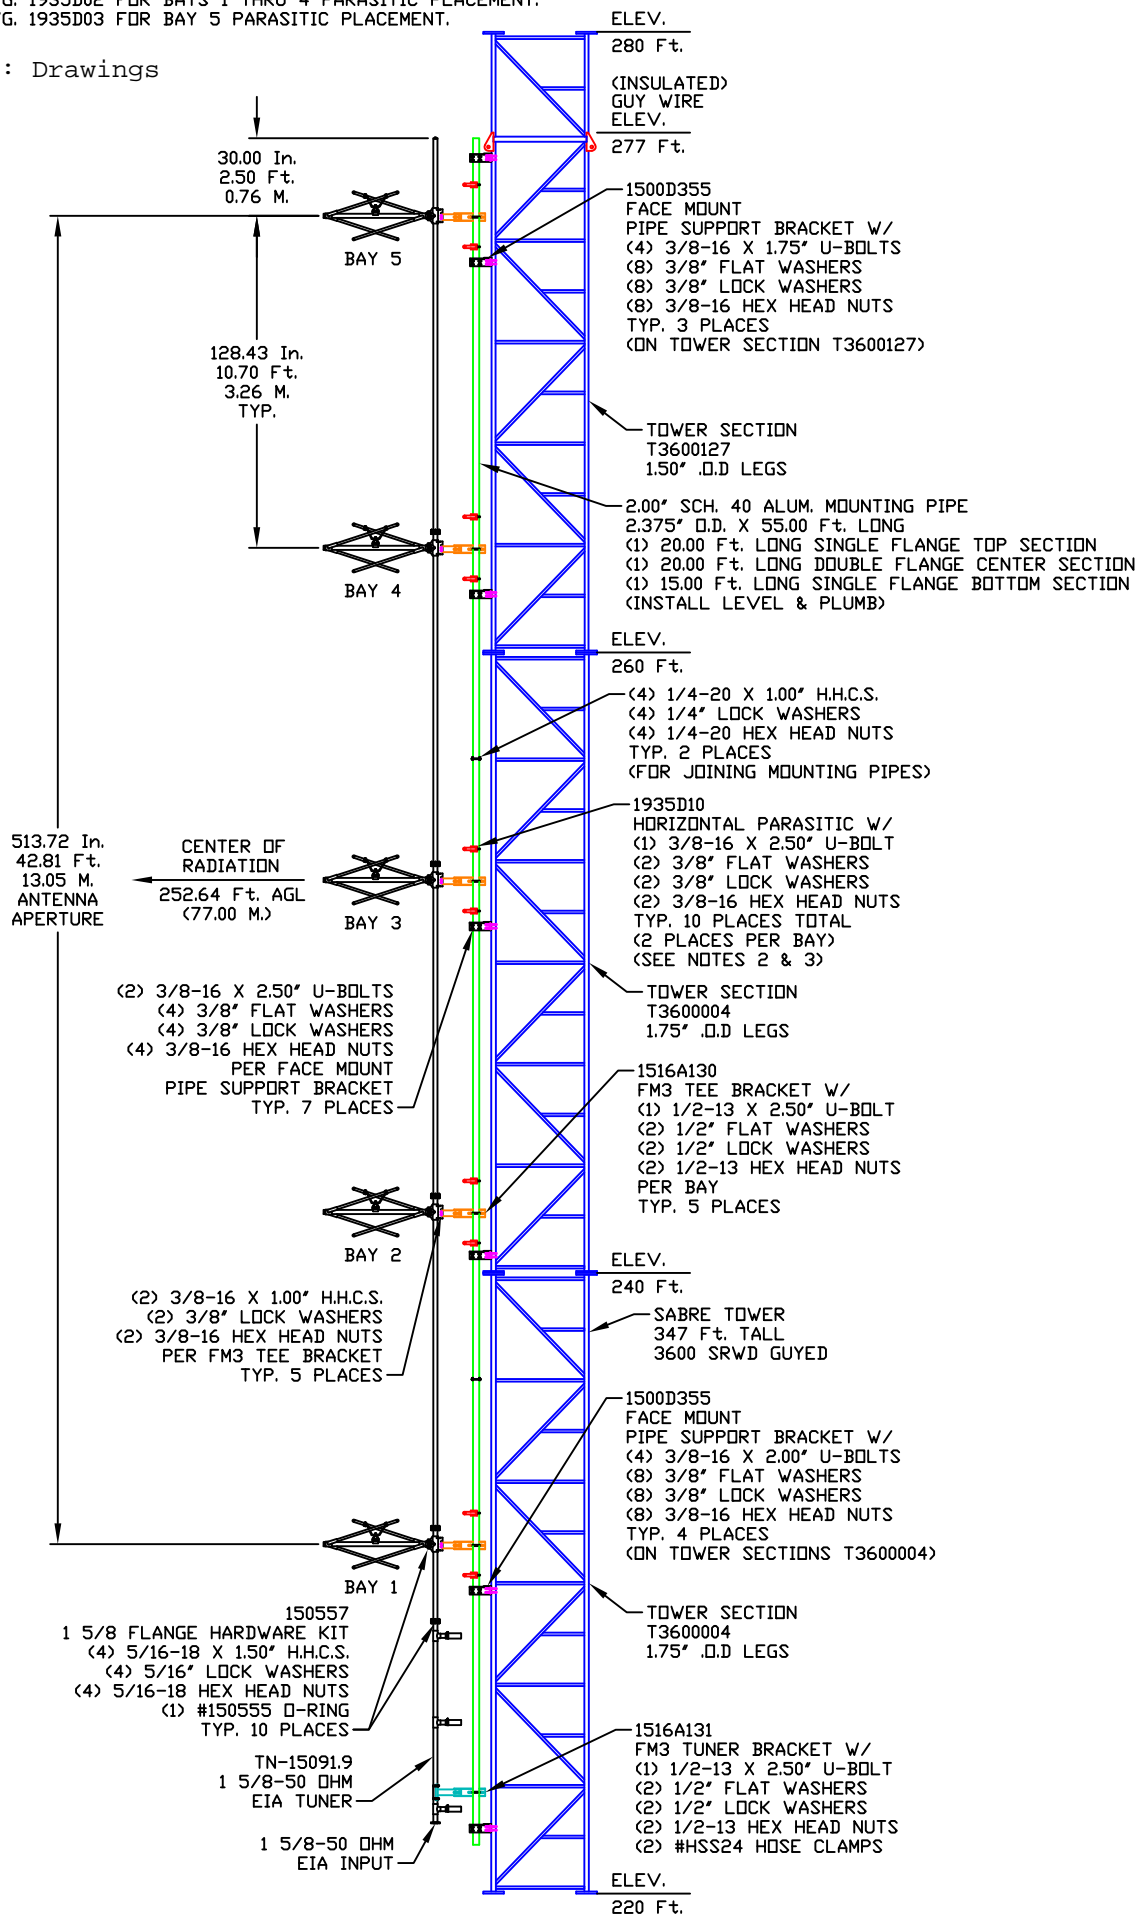 G. 1935D02 FOR BAYS 1 THRU 4 PARASITIC PLACEMENT.
G. 1935D03 FOR BAY 5 PARASITIC PLACEMENT.
: Drawings
ELEV.
280 Ft.
(INSULATED)
GUY WIRE
ELEV.
277 Ft.
30.00 In.
2.50 Ft.
0.76 M.
BAY 5
1500D355
FACE MOUNT
PIPE SUPPORT BRACKET W/
(4) 3/8-16 X 1.75" U-BOLTS
(8) 3/8" FLAT WASHERS
(8) 3/8" LOCK WASHERS
(8) 3/8-16 HEX HEAD NUTS
TYP. 3 PLACES
(ON TOWER SECTION T3600127)
128.43 In.
10.70 Ft.
3.26 M.
TYP.
TOWER SECTION
T3600127
1.50" .O.D LEGS
2.00" SCH. 40 ALUM. MOUNTING PIPE
2.375" O.D. X 55.00 Ft. LONG
(1) 20.00 Ft. LONG SINGLE FLANGE TOP SECTION
(1) 20.00 Ft. LONG DOUBLE FLANGE CENTER SECTION
(1) 15.00 Ft. LONG SINGLE FLANGE BOTTOM SECTION
(INSTALL LEVEL & PLUMB)
BAY 4
ELEV.
260 Ft.
(4) 1/4-20 X 1.00" H.H.C.S.
(4) 1/4" LOCK WASHERS
(4) 1/4-20 HEX HEAD NUTS
TYP. 2 PLACES
(FOR JOINING MOUNTING PIPES)
513.72 In.
42.81 Ft.
13.05 M.
ANTENNA
APERTURE
CENTER OF
RADIATION
252.64 Ft. AGL
(77.00 M.)
BAY 3
1935D10
HORIZONTAL PARASITIC W/
(1) 3/8-16 X 2.50" U-BOLT
(2) 3/8" FLAT WASHERS
(2) 3/8" LOCK WASHERS
(2) 3/8-16 HEX HEAD NUTS
TYP. 10 PLACES TOTAL
(2 PLACES PER BAY)
(SEE NOTES 2 & 3)
(2) 3/8-16 X 2.50" U-BOLTS
(4) 3/8" FLAT WASHERS
(4) 3/8" LOCK WASHERS
(4) 3/8-16 HEX HEAD NUTS
PER FACE MOUNT
PIPE SUPPORT BRACKET
TYP. 7 PLACES
TOWER SECTION
T3600004
1.75" .O.D LEGS
1516A130
FM3 TEE BRACKET W/
(1) 1/2-13 X 2.50" U-BOLT
(2) 1/2" FLAT WASHERS
(2) 1/2" LOCK WASHERS
(2) 1/2-13 HEX HEAD NUTS
PER BAY
TYP. 5 PLACES
BAY 2
ELEV.
240 Ft.
(2) 3/8-16 X 1.00" H.H.C.S.
(2) 3/8" LOCK WASHERS
(2) 3/8-16 HEX HEAD NUTS
PER FM3 TEE BRACKET
TYP. 5 PLACES
SABRE TOWER
347 Ft. TALL
3600 SRWD GUYED
1500D355
FACE MOUNT
PIPE SUPPORT BRACKET W/
(4) 3/8-16 X 2.00" U-BOLTS
(8) 3/8" FLAT WASHERS
(8) 3/8" LOCK WASHERS
(8) 3/8-16 HEX HEAD NUTS
TYP. 4 PLACES
(ON TOWER SECTIONS T3600004)
BAY 1
150557
1 5/8 FLANGE HARDWARE KIT
(4) 5/16-18 X 1.50" H.H.C.S.
(4) 5/16" LOCK WASHERS
(4) 5/16-18 HEX HEAD NUTS
(1) #150555 O-RING
TYP. 10 PLACES
TOWER SECTION
T3600004
1.75" .O.D LEGS
TN-15091.9
1 5/8-50 OHM
EIA TUNER
1516A131
FM3 TUNER BRACKET W/
(1) 1/2-13 X 2.50" U-BOLT
(2) 1/2" FLAT WASHERS
(2) 1/2" LOCK WASHERS
(2) 1/2-13 HEX HEAD NUTS
(2) #HSS24 HOSE CLAMPS
1 5/8-50 OHM
EIA INPUT
ELEV.
220 Ft.